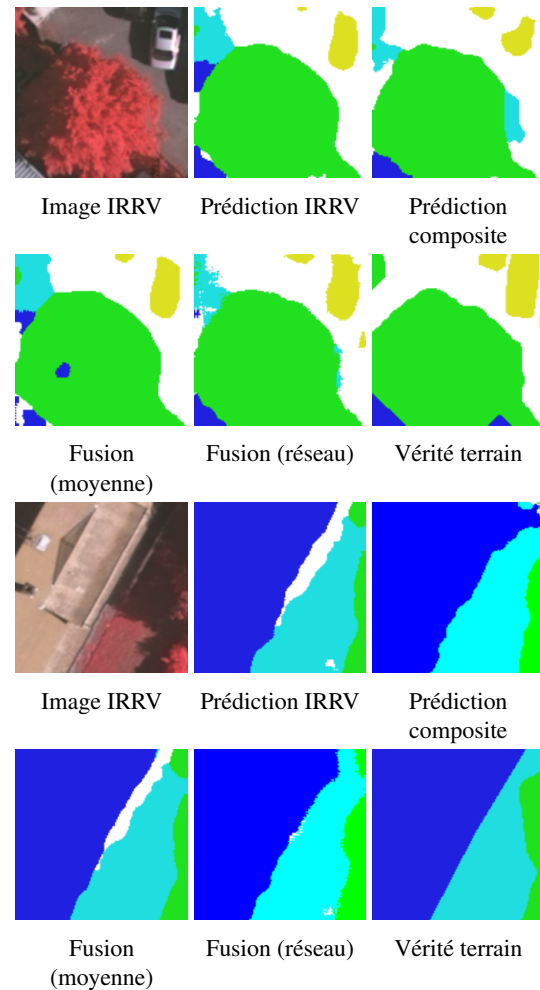 Image IRRV
Prédiction IRRV
Prédiction
composite
Fusion
(moyenne)
Fusion (réseau)
Vérité terrain
Image IRRV
Prédiction IRRV
Prédiction
composite
Fusion
(moyenne)
Fusion (réseau)
Vérité terrain